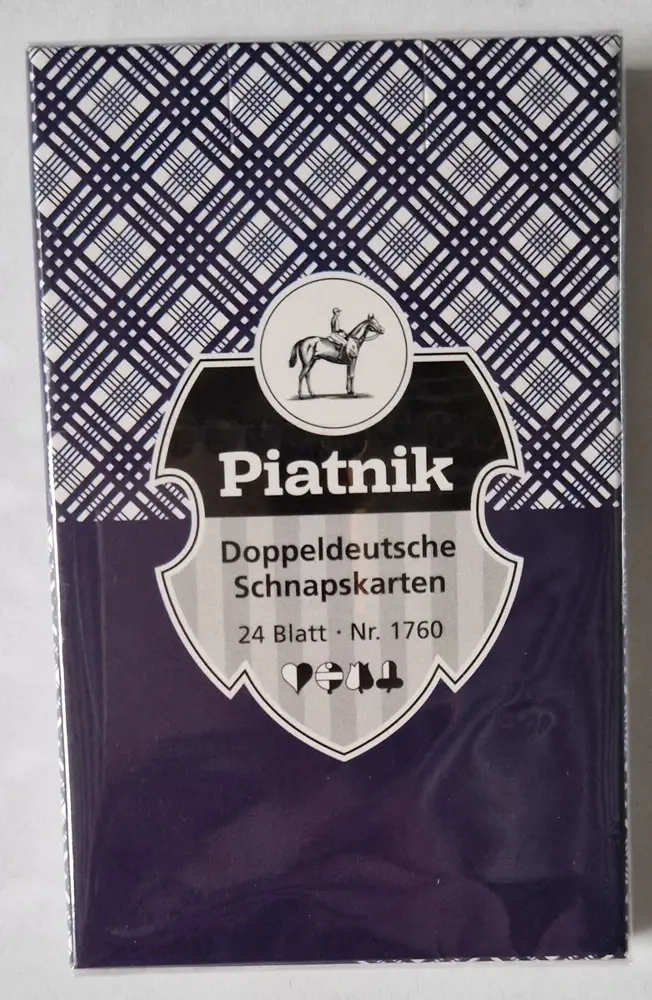 Piatnik
Doppeldeutsche
Schnapskarten
24 Blatt · Nr. 1760